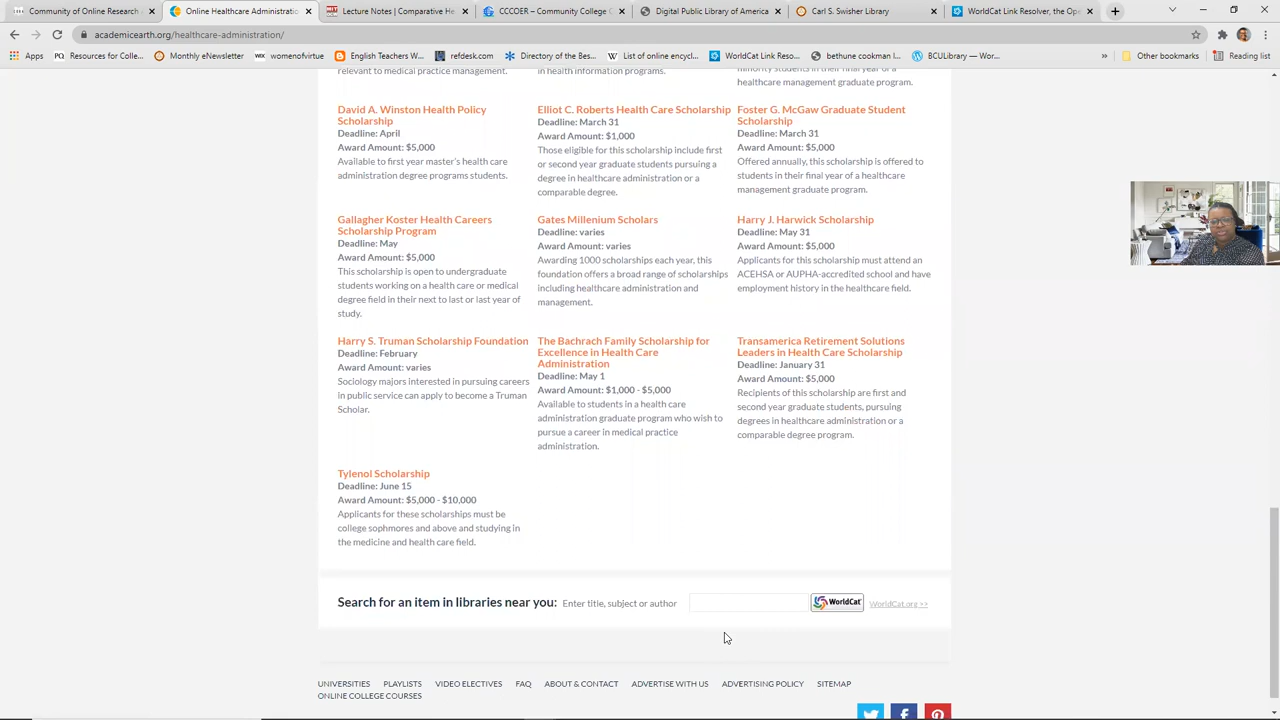 Community Research - Commu
Online Healthcare Administratio
Lecture Notes | Comparative He
CCCOER – Community College C
Digital Public Library of America
Carl S. Swisher Library
WorldCat Link Resolver, the Ope
academicearth.org/healthcare-administration/
Apps
Resources for Colle...
MERLOT - New Mat...
womenofvirtue
English Teachers W...
refdesk.com
Directory of the Bos...
List of online encycl...
WorldCat Link Reso...
bethune cookman l...
BCULibrary — Wor...
»
Other bookmarks
Reading list
relevant to medical practice management.
in health information programs.
minority students in their final year of a
healthcare management graduate program.
David A. Winston Health Policy
Scholarship
Deadline: April
Award Amount: $5,000
Available to first year master's health care
administration degree programs students.
Elliot C. Roberts Health Care Scholarship
Deadline: March 31
Award Amount: $1,000
Those eligible for this scholarship include first
or second year graduate students pursuing a
degree in healthcare administration or a
comparable degree.
Foster G. McGaw Graduate Student
Scholarship
Deadline: March 31
Award Amount: $5,000
Offered annually, this scholarship is offered to
students in their final year of a healthcare
management graduate program.
Gallagher Koster Health Careers
Scholarship Program
Deadline: May
Award Amount: $5,000
This scholarship is open to undergraduate
students working on a health care or medical
degree field in their next to last or last year of
study.
Gates Millenium Scholars
Deadline: varies
Award Amount: varies
Awarding 1000 scholarships each year, this
foundation offers a broad range of scholarships
including healthcare administration and
management.
Harry J. Harwick Scholarship
Deadline: May 31
Award Amount: $5,000
Applicants for this scholarship must attend an
ACEHSA or AUPHA-accredited school and have
employment history in the healthcare field.
Harry S. Truman Scholarship Foundation
Deadline: February
Award Amount: varies
Sociology majors interested in pursuing careers
in public service can apply to become a Truman
Scholar.
The Bachrach Family Scholarship for
Excellence in Health Care
Administration
Deadline: May 1
Award Amount: $1,000 - $5,000
Available to students in a health care
administration graduate program who wish to
pursue a career in medical practice
administration.
Transamerica Retirement Solutions
Leaders in Health Care Scholarship
Deadline: January 31
Award Amount: $5,000
Recipients of this scholarship are first and
second year graduate students, pursuing
degrees in healthcare administration or a
comparable degree program.
Tylenol Scholarship
Deadline: June 15
Award Amount: $5,000 - $10,000
Applicants for these scholarships must be
college sophmores and above and studying in
the medicine and health care field.
Search for an item in libraries near you: Enter title, subject or author WorldCat WorldCat.org >>
UNIVERSITIES PLAYLISTS VIDEO ELECTIVES FAQ ABOUT & CONTACT ADVERTISE WITH US ADVERTISING POLICY SITEMAP
ONLINE COLLEGE COURSES